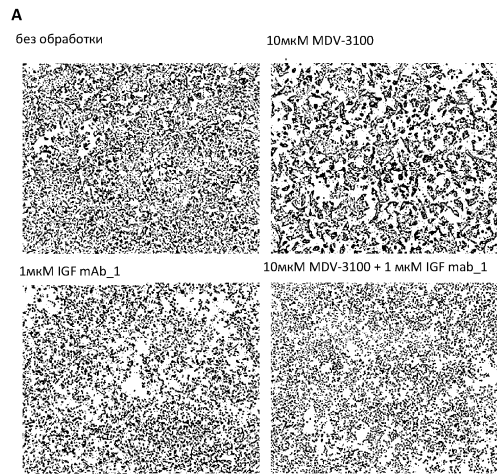 A
без обработки
10мкМ MDV-3100
1мкМ IGF mAb_1
10мкМ MDV-3100 + 1 мкМ IGF mab_1